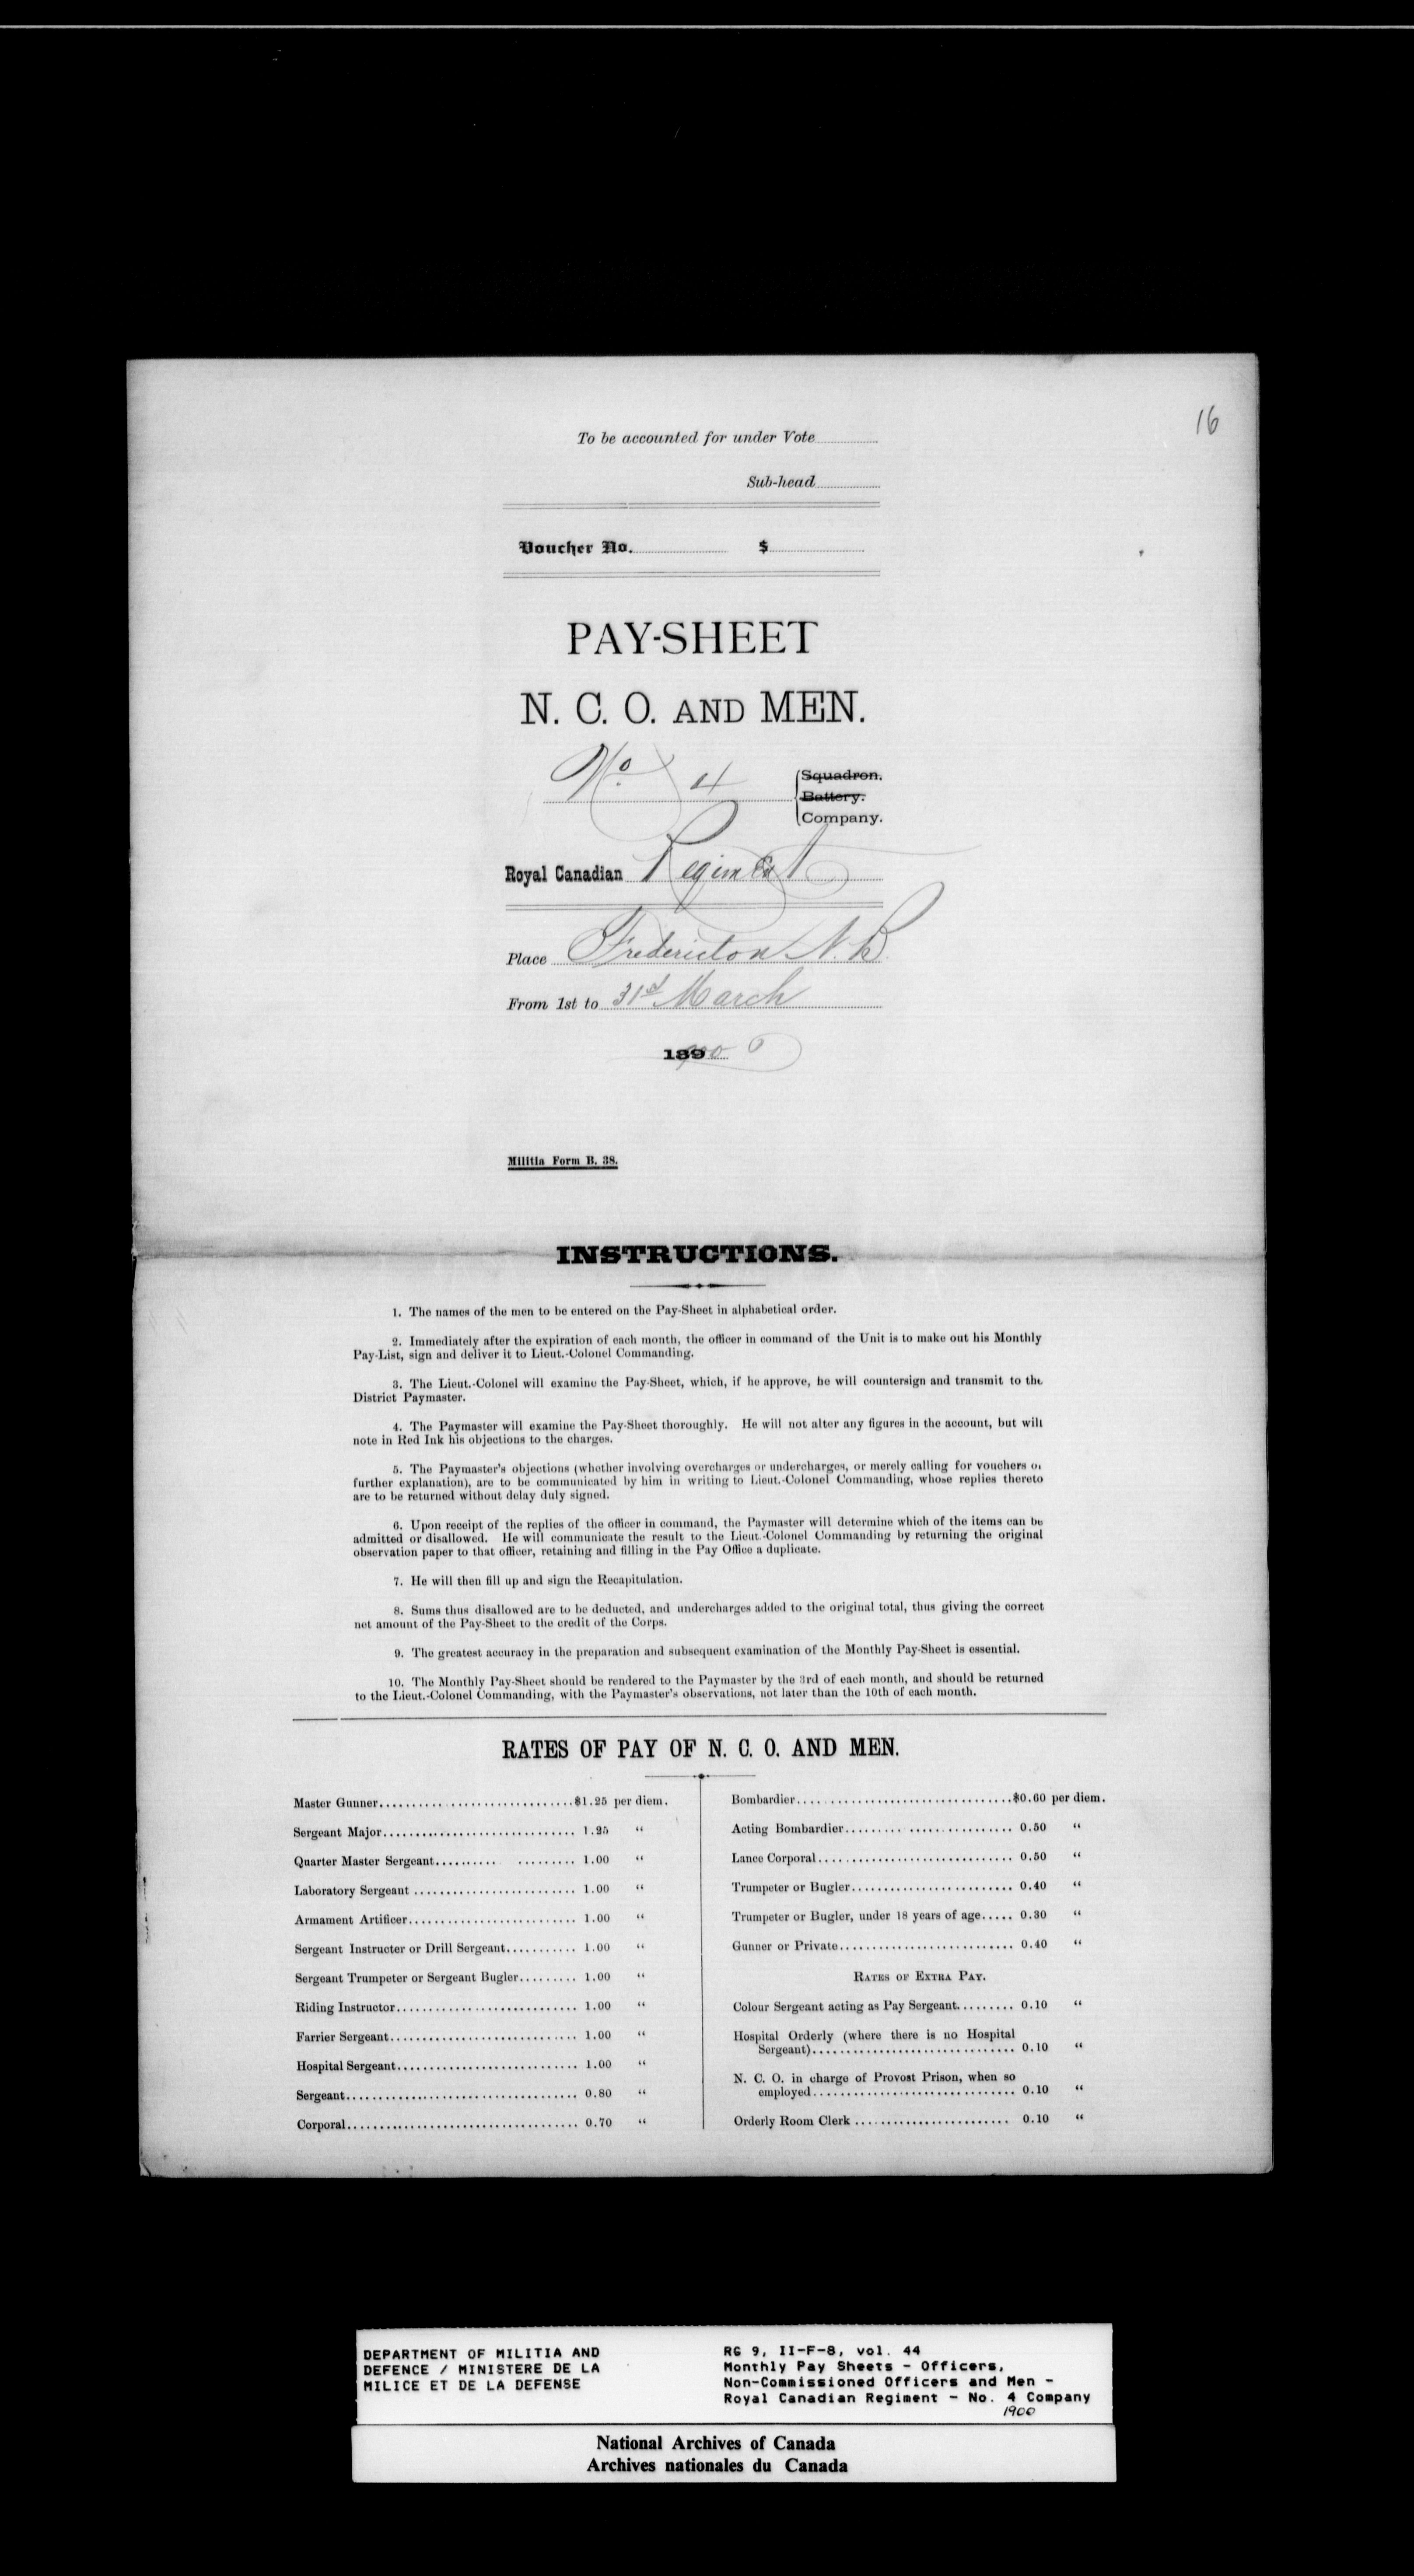 16
To be accounted for under Vote
Sub-head
Voucher No. $
PAY-SHEET
N. C. O. AND MEN.
No. 4
Squadron.
Battery.
Company.
Royal Canadian Regiment
Place Fredericton N.B.
From 1st to 31st March
1900
Militia Form B. 38.
INSTRUCTIONS.
1. The names of the men to be entered on the Pay-Sheet in alphabetical order.
2. Immediately after the expiration of each month, the officer in command of the Unit is to make out his Monthly
Pay-List, sign and deliver it to Lieut.-Colonel Commanding.
3. The Lieut.-Colonel will examine the Pay-Sheet, which, if he approve, he will countersign and transmit to the
District Paymaster.
4. The Paymaster will examine the Pay-Sheet thoroughly. He will not alter any figures in the account, but will
note in Red Ink his objections to the charges.
5. The Paymaster's objections (whether involving overcharges or undercharges, or merely calling for vouchers or
further explanation), are to be communicated by him in writing to Lieut.-Colonel Commanding, whose replies thereto
are to be returned without delay duly signed.
6. Upon receipt of the replies of the officer in command, the Paymaster will determine which of the items can be
admitted or disallowed. He will communicate the result to the Lieut.-Colonel Commanding by returning the original
observation paper to that officer, retaining and filling in the Pay Office a duplicate.
7. He will then fill up and sign the Recapitulation.
8. Sums thus disallowed are to be deducted, and undercharges added to the original total, thus giving the correct
net amount of the Pay-Sheet to the credit of the Corps.
9. The greatest accuracy in the preparation and subsequent examination of the Monthly Pay-Sheet is essential.
10. The Monthly Pay-Sheet should be rendered to the Paymaster by the 3rd of each month, and should be returned
to the Lieut.-Colonel Commanding, with the Paymaster's observations, not later than the 10th of each month.
RATES OF PAY OF N. C. O. AND MEN.
Master Gunner $1.25 per diem.
Sergeant Major 1.25 "
Quarter Master Sergeant 1.00 "
Laboratory Sergeant 1.00 "
Armament Artificer 1.00 "
Sergeant Instructer or Drill Sergeant 1.00 "
Sergeant Trumpeter or Sergeant Bugler 1.00 "
Riding Instructor 1.00 "
Farrier Sergeant 1.00 "
Hospital Sergeant 1.00 "
Sergeant 0.80 "
Corporal 0.70 "
Bombardier $0.60 per diem.
Acting Bombardier 0.50 "
Lance Corporal 0.50 "
Trumpeter or Bugler 0.40 "
Trumpeter or Bugler, under 18 years of age 0.30 "
Gunner or Private 0.40 "
RATES OF EXTRA PAY.
Colour Sergeant acting as Pay Sergeant 0.10 "
Hospital Orderly (where there is no Hospital
Sergeant) 0.10 "
N. C. O. in charge of Provost Prison, when so
employed 0.10 "
Orderly Room Clerk 0.10 "
DEPARTMENT OF MILITIA AND
DEFENCE / MINISTERE DE LA
MILICE ET DE LA DEFENSE
RG 9, II-F-8, vol. 44
Monthly Pay Sheets - Officers,
Non-Commissioned Officers and Men -
Royal Canadian Regiment - No. 4 Company
1900
National Archives of Canada
Archives nationales du Canada